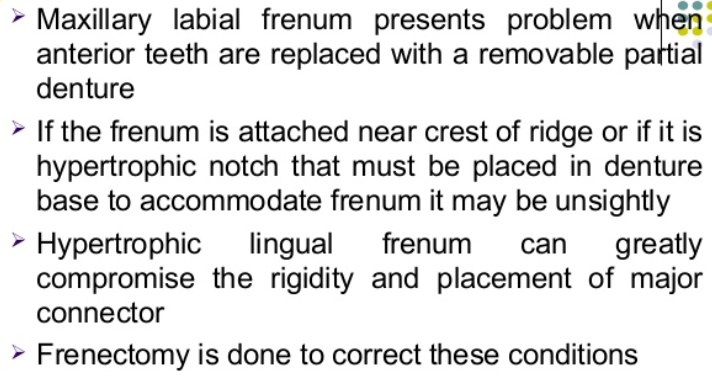 Maxillary labial frenum presents problem when
anterior teeth are replaced with a removable partial
denture
If the frenum is attached near crest of ridge or if it is
hypertrophic notch that must be placed in denture
base to accommodate frenum it may be unsightly
Hypertrophic lingual frenum can greatly
compromise the rigidity and placement of major
connector
Frenectomy is done to correct these conditions